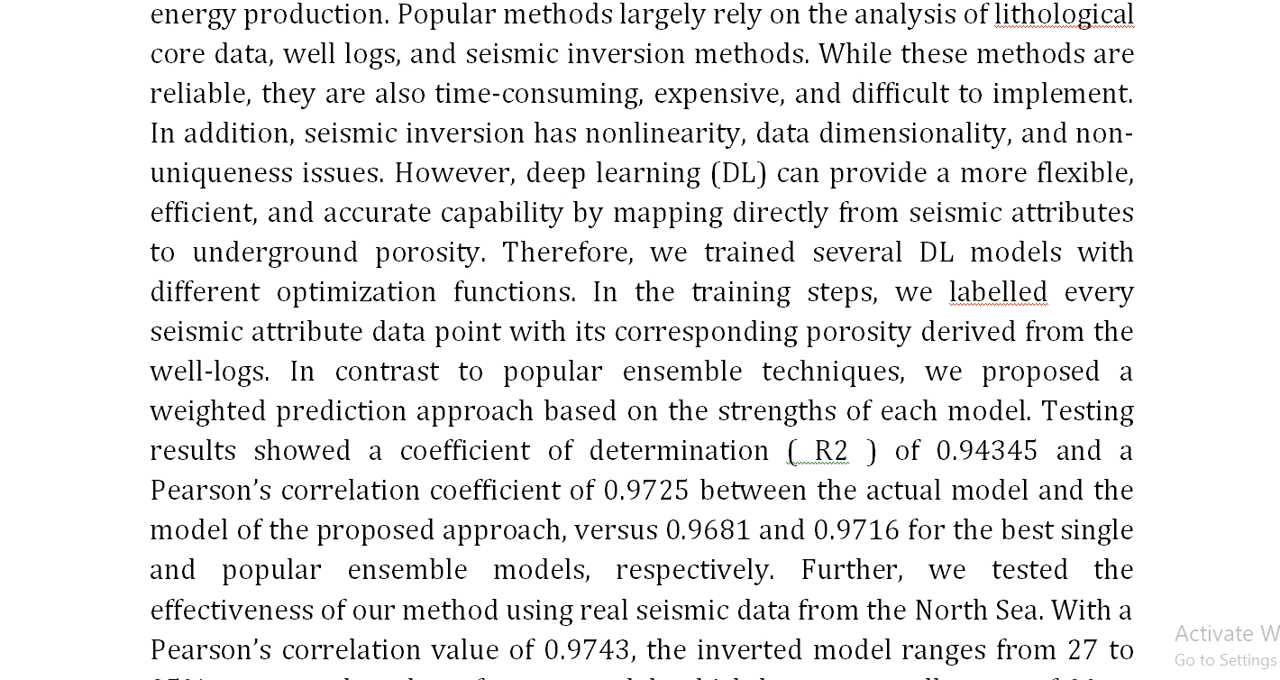 energy production. Popular methods largely rely on the analysis of lithological
core data, well logs, and seismic inversion methods. While these methods are
reliable, they are also time-consuming, expensive, and difficult to implement.
In addition, seismic inversion has nonlinearity, data dimensionality, and non-
uniqueness issues. However, deep learning (DL) can provide a more flexible,
efficient, and accurate capability by mapping directly from seismic attributes
to underground porosity. Therefore, we trained several DL models with
different optimization functions. In the training steps, we labelled every
seismic attribute data point with its corresponding porosity derived from the
well-logs. In contrast to popular ensemble techniques, we proposed a
weighted prediction approach based on the strengths of each model. Testing
results showed a coefficient of determination ( R2 ) of 0.94345 and a
Pearson’s correlation coefficient of 0.9725 between the actual model and the
model of the proposed approach, versus 0.9681 and 0.9716 for the best single
and popular ensemble models, respectively. Further, we tested the
effectiveness of our method using real seismic data from the North Sea. With a
Pearson’s correlation value of 0.9743, the inverted model ranges from 27 to
Activate W
Go to Settings